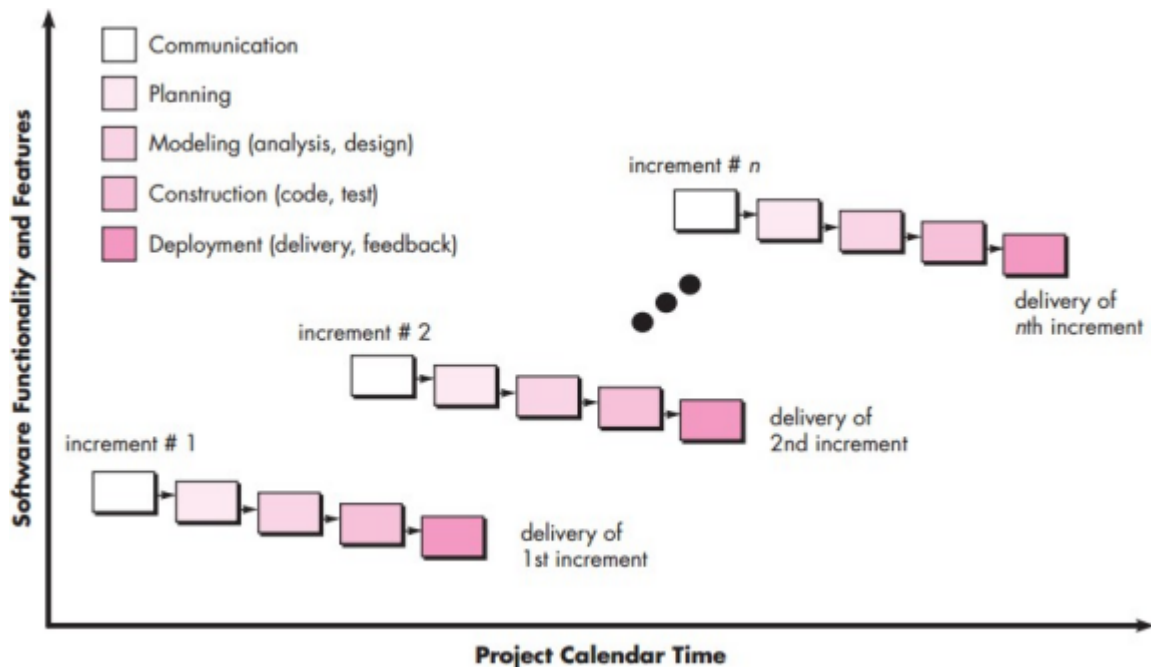 Software Functionality and Features
Communication
Planning
Modeling (analysis, design)
Construction (code, test)
Deployment (delivery, feedback)
increment # n
delivery of
nth increment
increment # 2
delivery of
2nd increment
increment # 1
delivery of
1st increment
Project Calendar Time